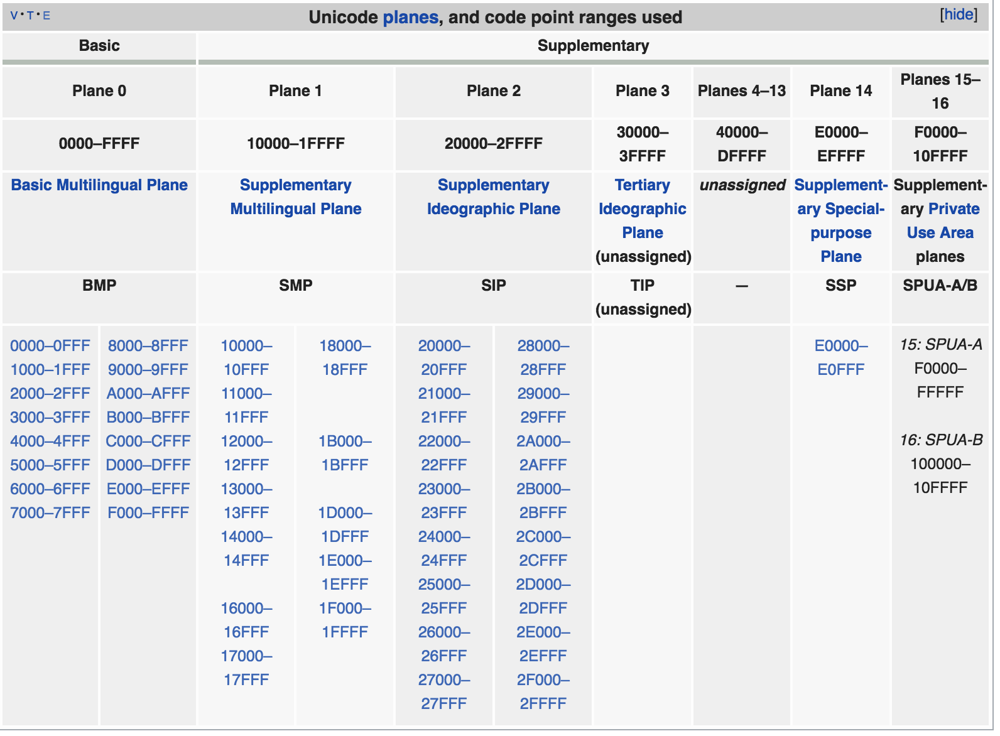 V • T • E
Unicode planes, and code point ranges used
[hide]
Basic
Supplementary
Plane 0
Plane 1
Plane 2
Plane 3
Planes 4–13
Plane 14
Planes 15–
16
0000–FFFF
10000–1FFFF
20000–2FFFF
30000–
3FFFF
40000–
DFFFF
E0000–
EFFFF
F0000–
10FFFF
Basic Multilingual Plane
Supplementary
Multilingual Plane
Supplementary
Ideographic Plane
Tertiary
Ideographic
Plane
(unassigned)
unassigned
Supplement-
ary Special-
purpose
Plane
Supplement-
ary Private
Use Area
planes
BMP
SMP
SIP
TIP
(unassigned)
—
SSP
SPUA-A/B
0000–0FFF
1000–1FFF
2000–2FFF
3000–3FFF
4000–4FFF
5000–5FFF
6000–6FFF
7000–7FFF
8000–8FFF
9000–9FFF
A000–AFFF
B000–BFFF
C000–CFFF
D000–DFFF
E000–EFFF
F000–FFFF
10000–
10FFF
11000–
11FFF
12000–
12FFF
13000–
13FFF
14000–
14FFF
16000–
16FFF
17000–
17FFF
18000–
18FFF
1B000–
1BFFF
1D000–
1DFFF
1E000–
1EFFF
1F000–
1FFFF
20000–
20FFF
21000–
21FFF
22000–
22FFF
23000–
23FFF
24000–
24FFF
25000–
25FFF
26000–
26FFF
27000–
27FFF
28000–
28FFF
29000–
29FFF
2A000–
2AFFF
2B000–
2BFFF
2C000–
2CFFF
2D000–
2DFFF
2E000–
2EFFF
2F000–
2FFFF
E0000–
E0FFF
15: SPUA-A
F0000–
FFFFF
16: SPUA-B
100000–
10FFFF